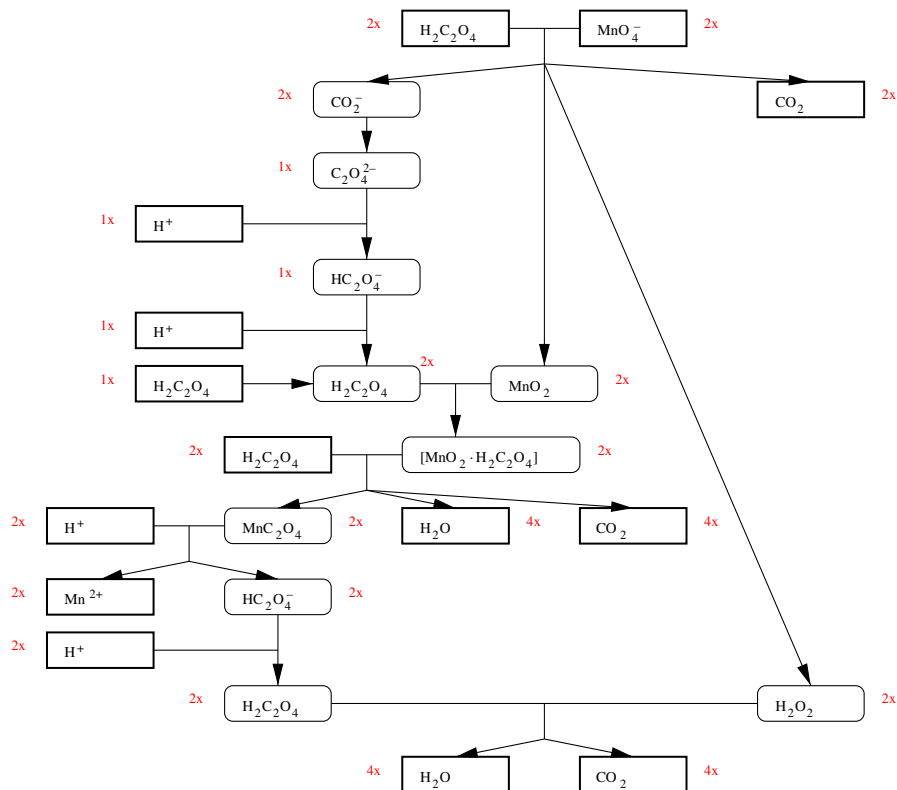 2x H₂C₂O₄ MnO₄⁻ 2x
2x CO₂⁻ CO₂ 2x
1x C₂O₄²⁻
1x H⁺
1x HC₂O₄⁻
1x H⁺
1x H₂C₂O₄ H₂C₂O₄ 2x MnO₂ 2x
2x H₂C₂O₄ [MnO₂ · H₂C₂O₄] 2x
2x H⁺ MnC₂O₄ 2x H₂O 4x CO₂ 4x
2x Mn²⁺ HC₂O₄⁻ 2x
2x H⁺
2x H₂C₂O₄ H₂O₂ 2x
4x H₂O CO₂ 4x